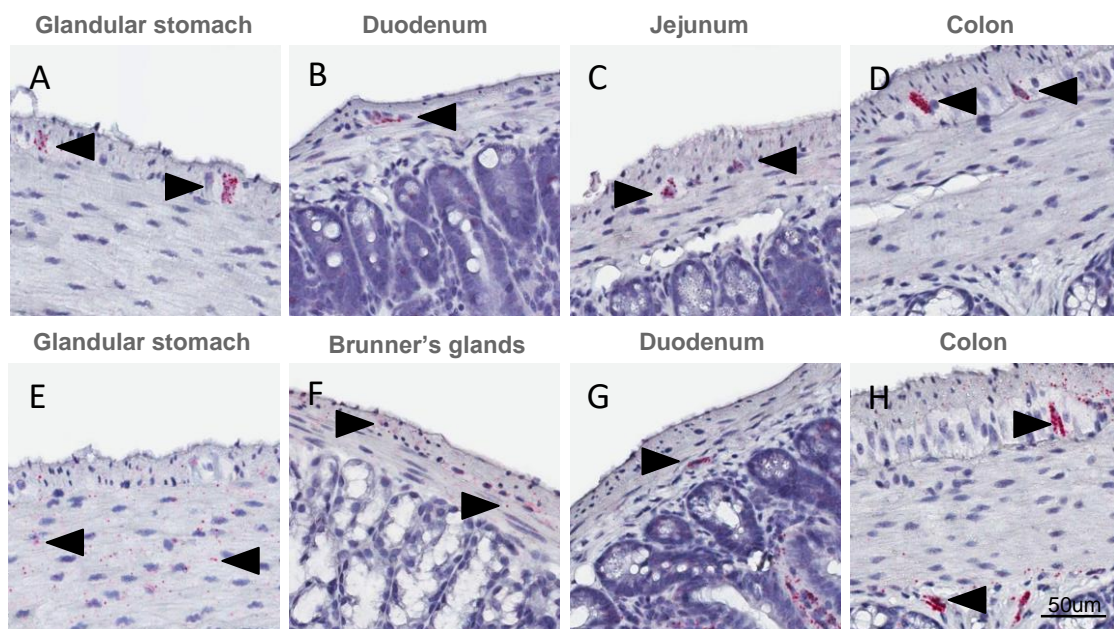 Glandular stomach Duodenum Jejunum Colon
A B C D
Glandular stomach Brunner's glands Duodenum Colon
E F G H
50um